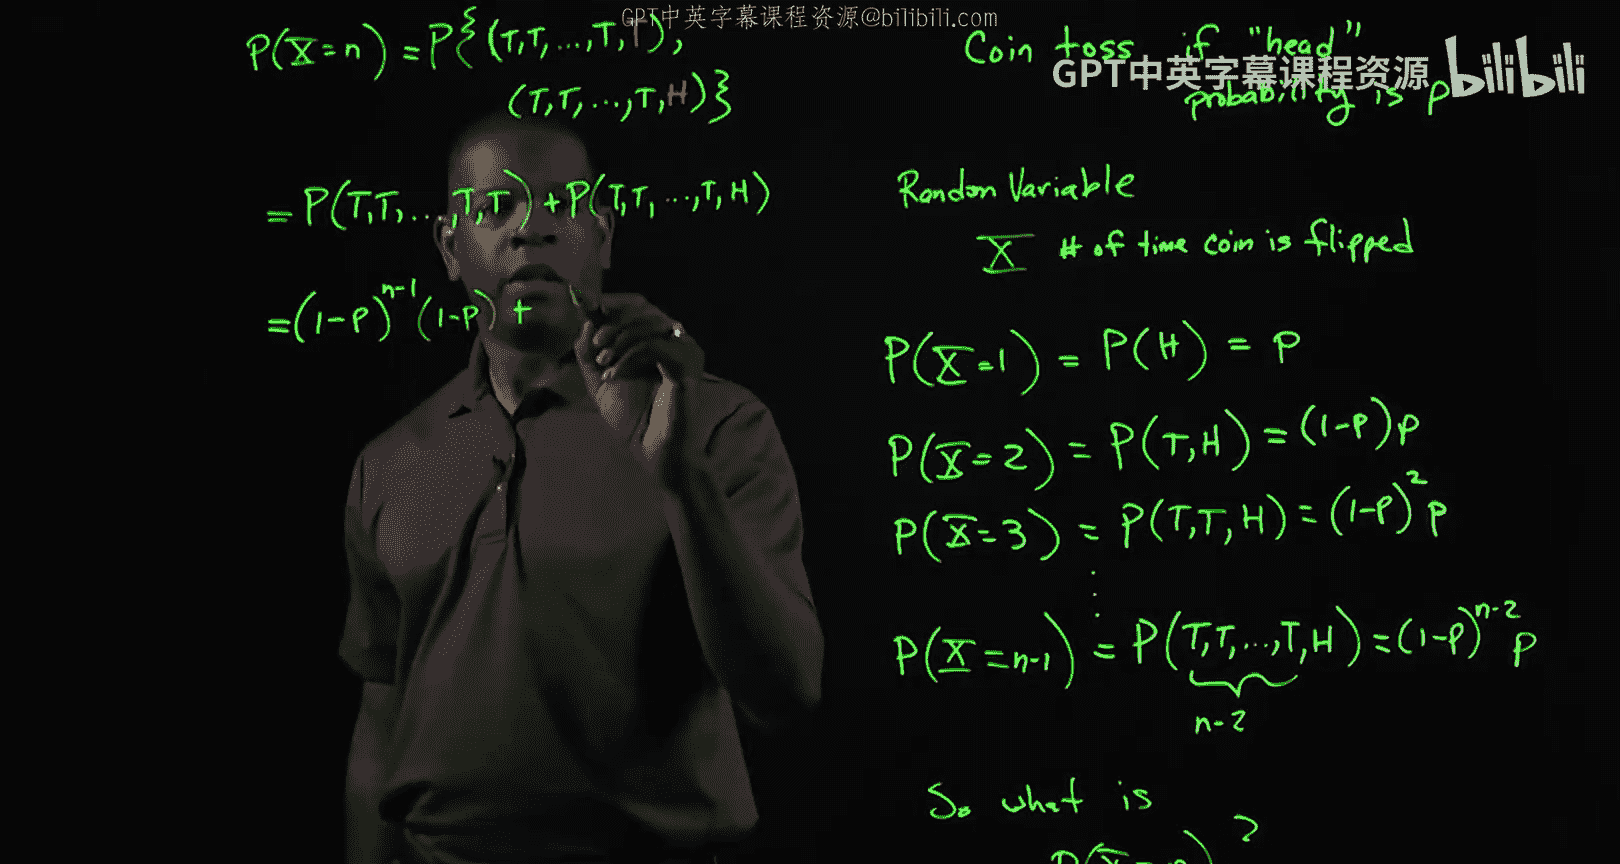 GPT中英字幕课程资源@bilibili.com
P(X=n) = P{(T,T,...,T,T),
(T,T,...,T,H)}
= P(T,T,...,T,T) + P(T,T,...,T,H)
= (1-P)^{n-1} (1-P) +
Coin toss if "head"
GPT中英字幕课程资源 bilibili
probability is p
Random Variable
X # of time coin is flipped
P(X=1) = P(H) = P
P(X=2) = P(T,H) = (1-P)P
P(X=3) = P(T,T,H) = (1-P)^2 P
⋮
P(X=n-1) = P(T,T,...,T,H) = (1-P)^{n-2} P
n-2
So what is
?